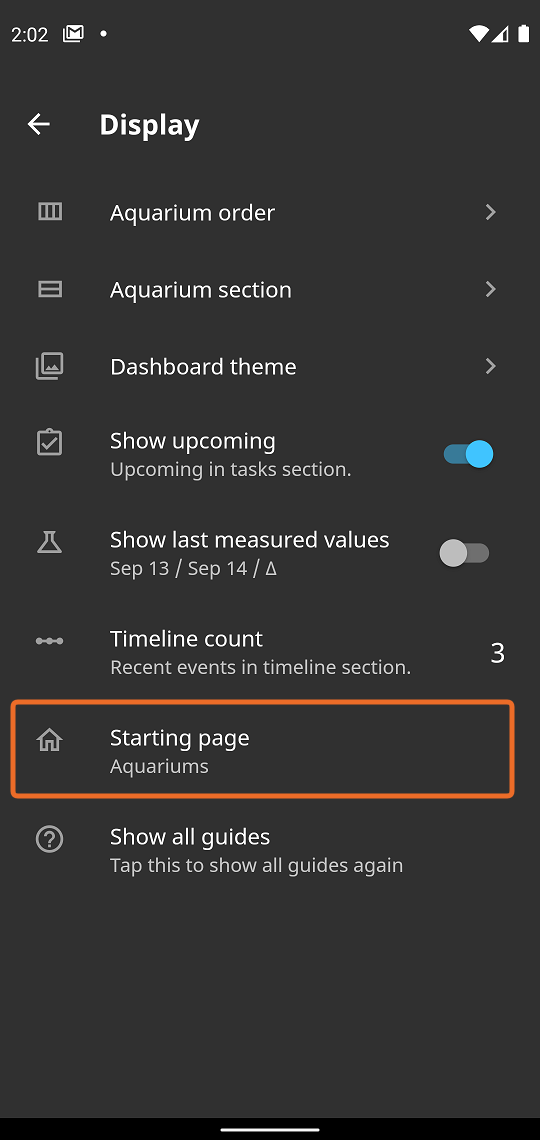 2:02
Display
Aquarium order
Aquarium section
Dashboard theme
Show upcoming
Upcoming in tasks section.
Show last measured values
Sep 13 / Sep 14 / Δ
Timeline count
Recent events in timeline section.
3
Starting page
Aquariums
Show all guides
Tap this to show all guides again